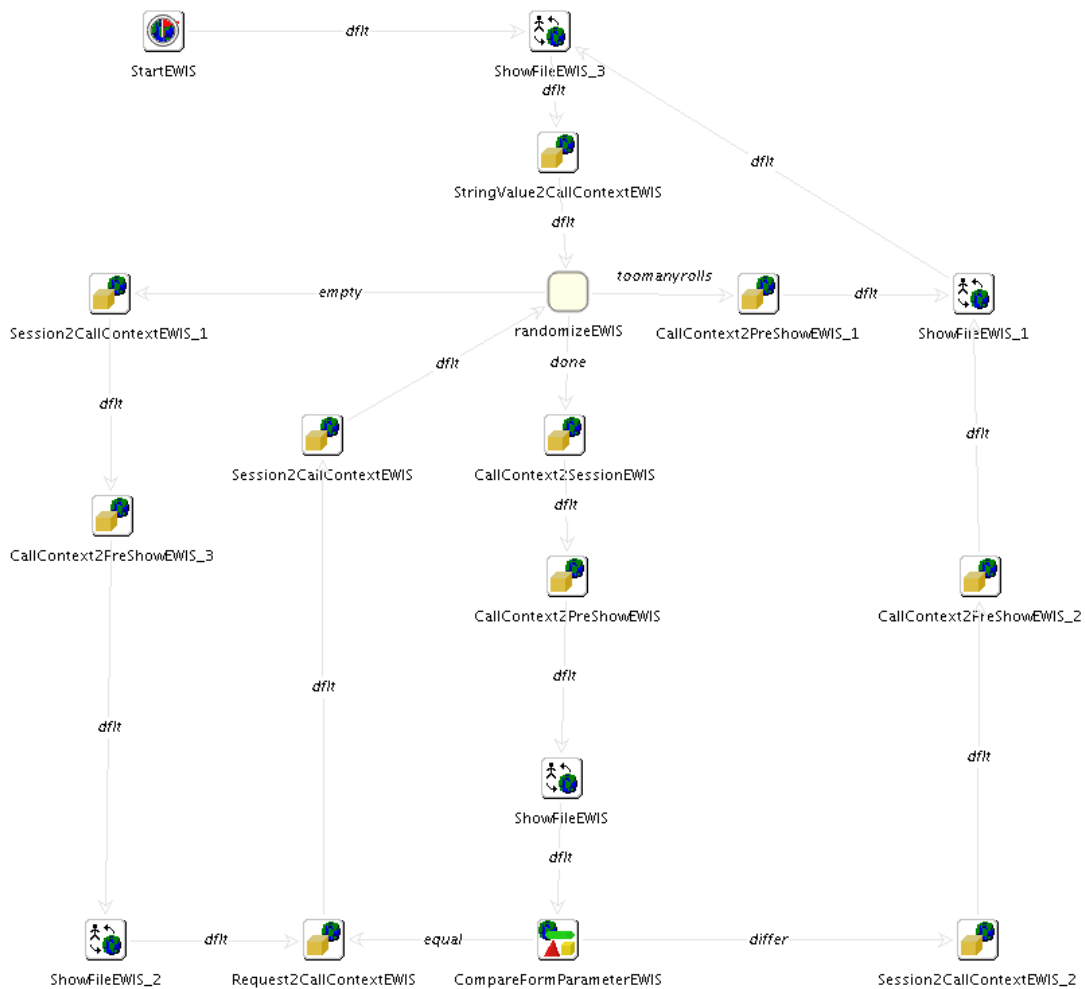 dflt
StartEWIS
ShowFileEWIS_3
dflt
dflt
StringValue2CallContextEWIS
dflt
toomanyrolls
empty
dflt
Session2CallContextEWIS_1
randomizeEWIS
CallContext2PreShowEWIS_1
ShowFileEWIS_1
dflt
done
dflt
dflt
Session2CallContextEWIS
CallContext2SessionEWIS
dflt
CallContext2PreShowEWIS_3
CallContext2PreShowEWIS
CallContext2PreShowEWIS_2
dflt
dflt
dflt
dflt
ShowFileEWIS
dflt
dflt
equal
differ
ShowFileEWIS_2
Request2CallContextEWIS
CompareFormParameterEWIS
Session2CallContextEWIS_2